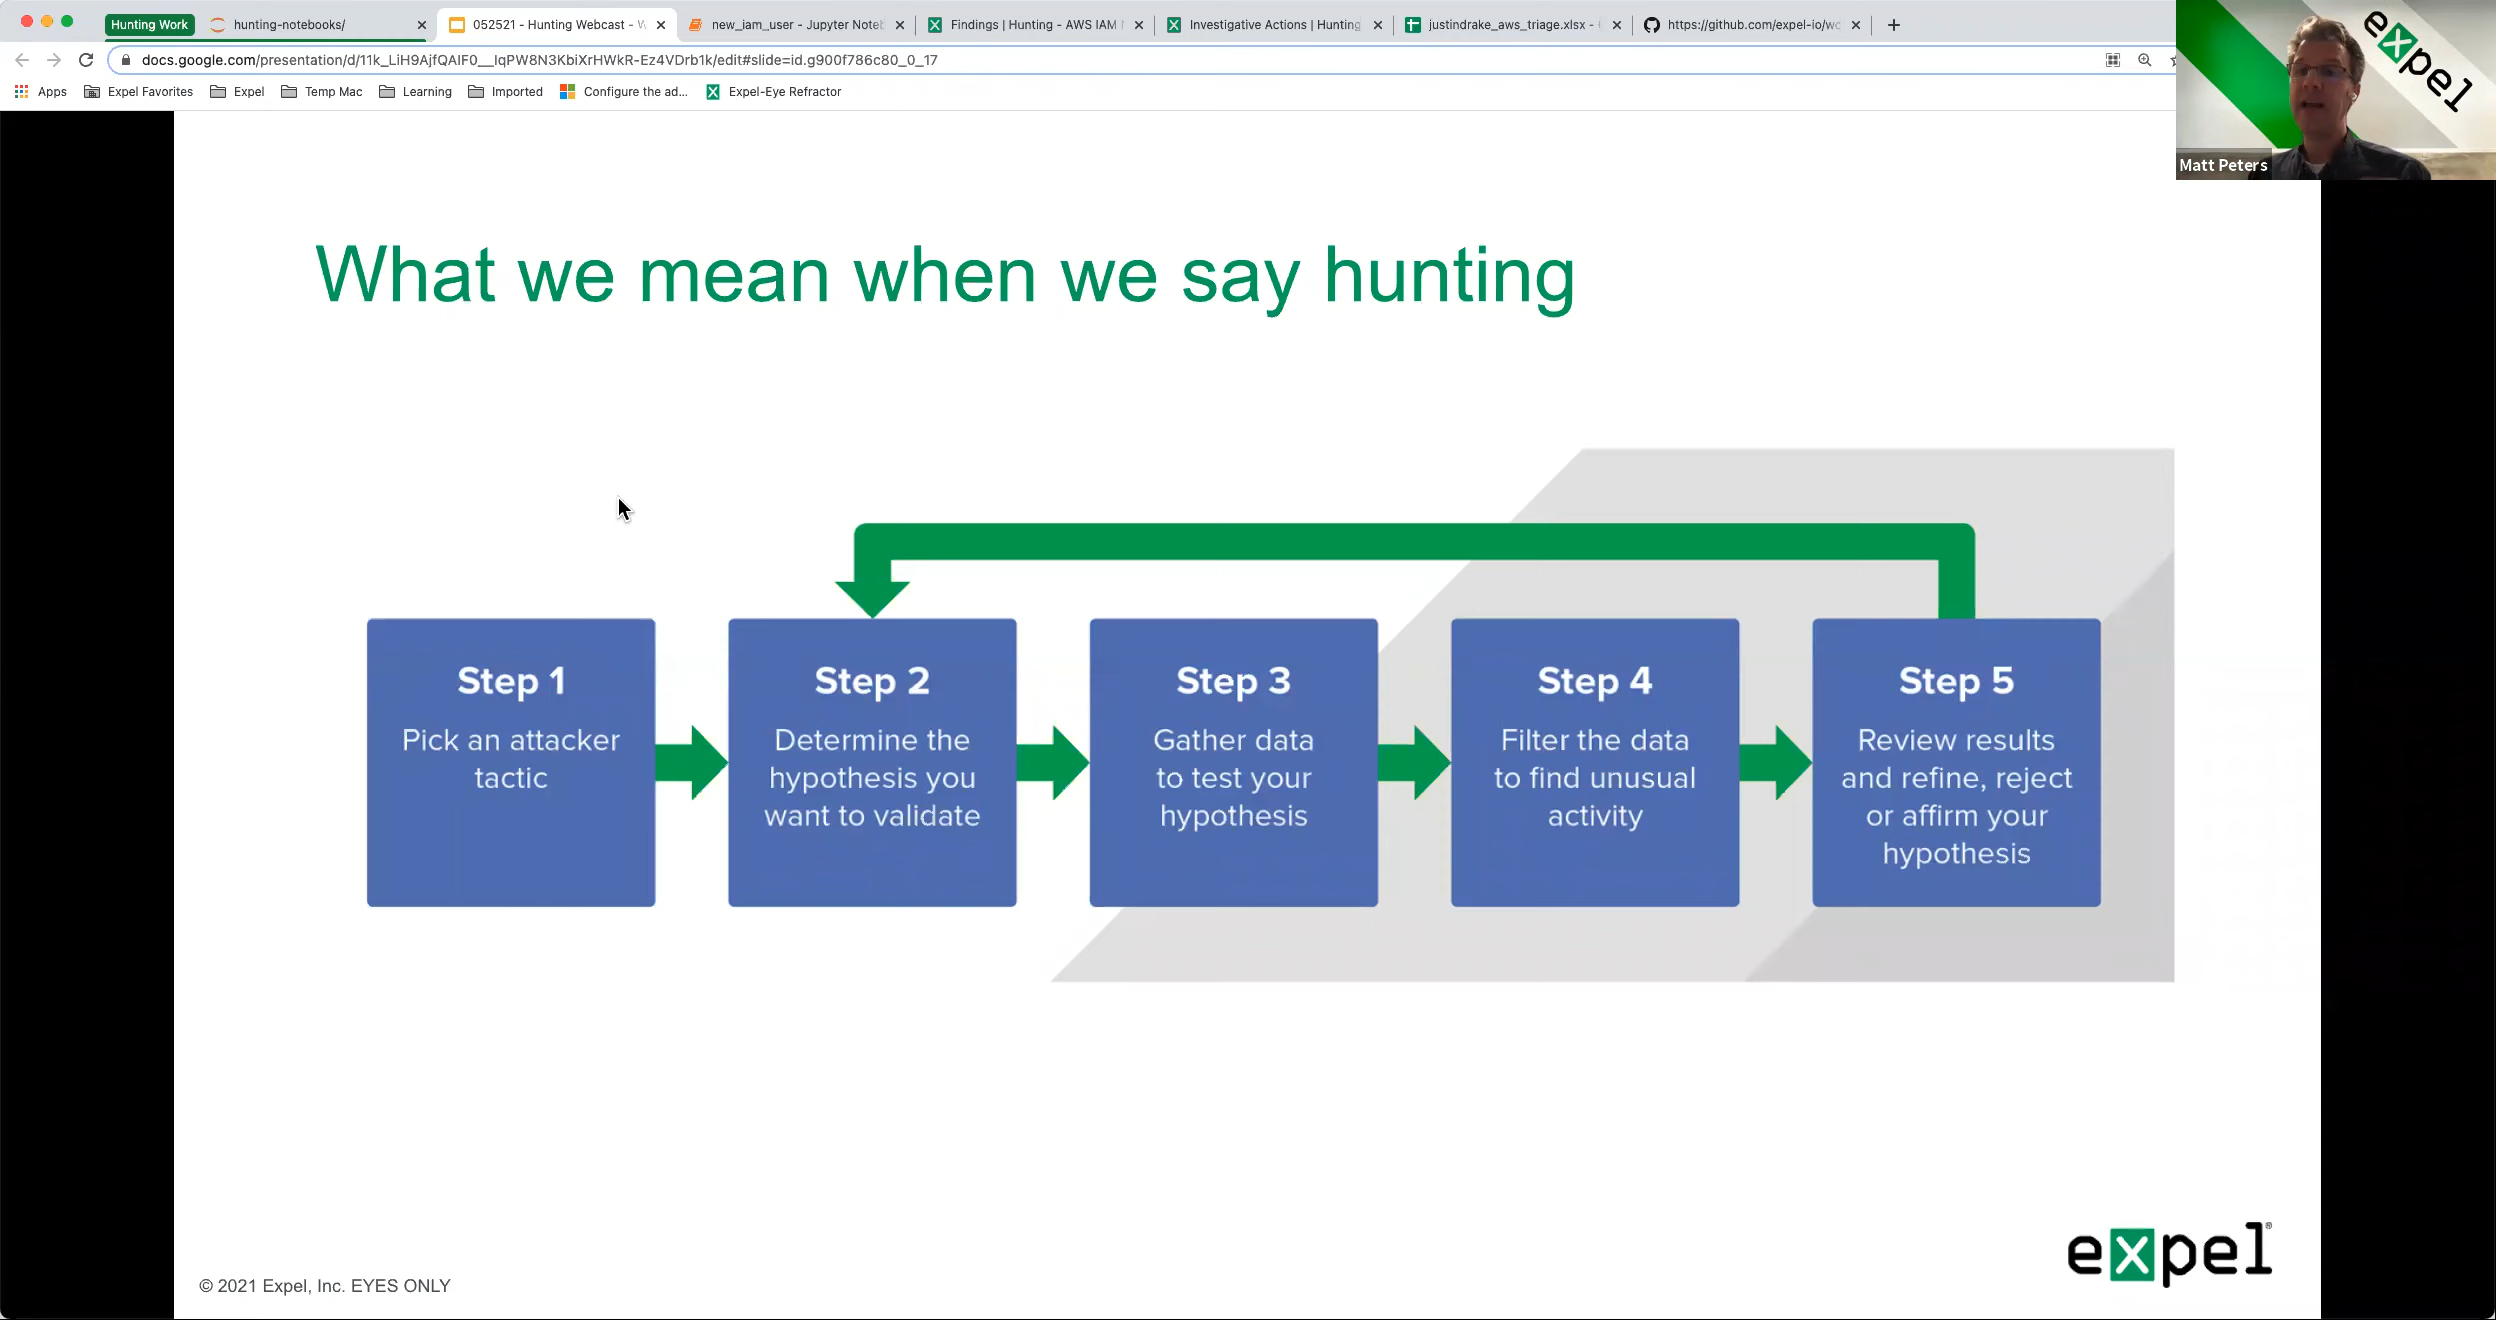 Hunting Work
hunting-notebooks/
052521 - Hunting Webcast - W
new_iam_user - Jupyter Noteb
Findings | Hunting - AWS IAM
Investigative Actions | Hunting
justindrake_aws_triage.xlsx -
https://github.com/expel-io/wo
docs.google.com/presentation/d/11k_LiH9AjfQAIF0__IqPW8N3KbiXrHWkR-Ez4VDrb1k/edit#slide=id.g900f786c80_0_17
Apps
Expel Favorites
Expel
Temp Mac
Learning
Imported
Configure the ad...
Expel-Eye Refractor
expel
Matt Peters
What we mean when we say hunting
Step 1
Pick an attacker
tactic
Step 2
Determine the
hypothesis you
want to validate
Step 3
Gather data
to test your
hypothesis
Step 4
Filter the data
to find unusual
activity
Step 5
Review results
and refine, reject
or affirm your
hypothesis
© 2021 Expel, Inc. EYES ONLY
expel®